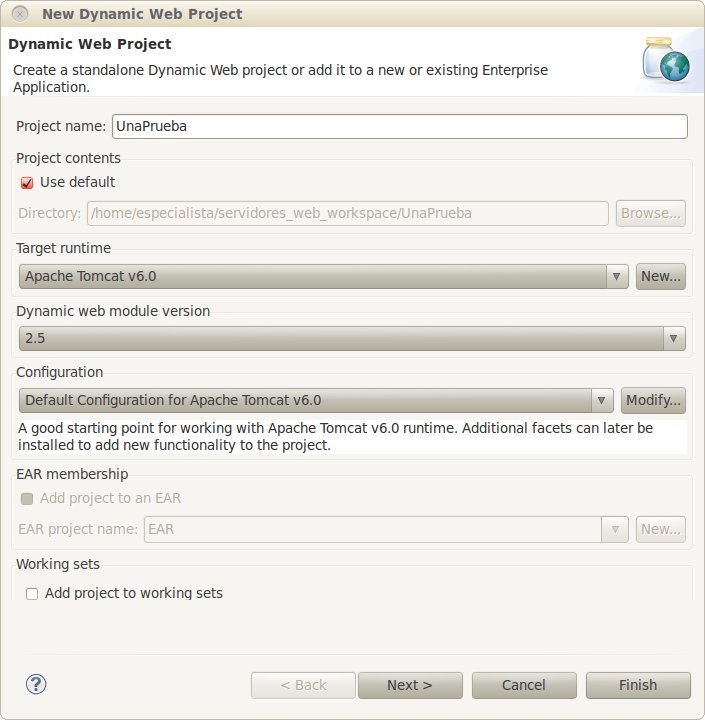 New Dynamic Web Project
Dynamic Web Project
Create a standalone Dynamic Web project or add it to a new or existing Enterprise
Application.
Project name: UnaPrueba
Project contents
Use default
Directory: /home/especialista/servidores_web_workspace/UnaPrueba Browse...
Target runtime
Apache Tomcat v6.0 New...
Dynamic web module version
2.5
Configuration
Default Configuration for Apache Tomcat v6.0 Modify...
A good starting point for working with Apache Tomcat v6.0 runtime. Additional facets can later be
installed to add new functionality to the project.
EAR membership
Add project to an EAR
EAR project name: EAR New...
Working sets
Add project to working sets
? < Back Next > Cancel Finish